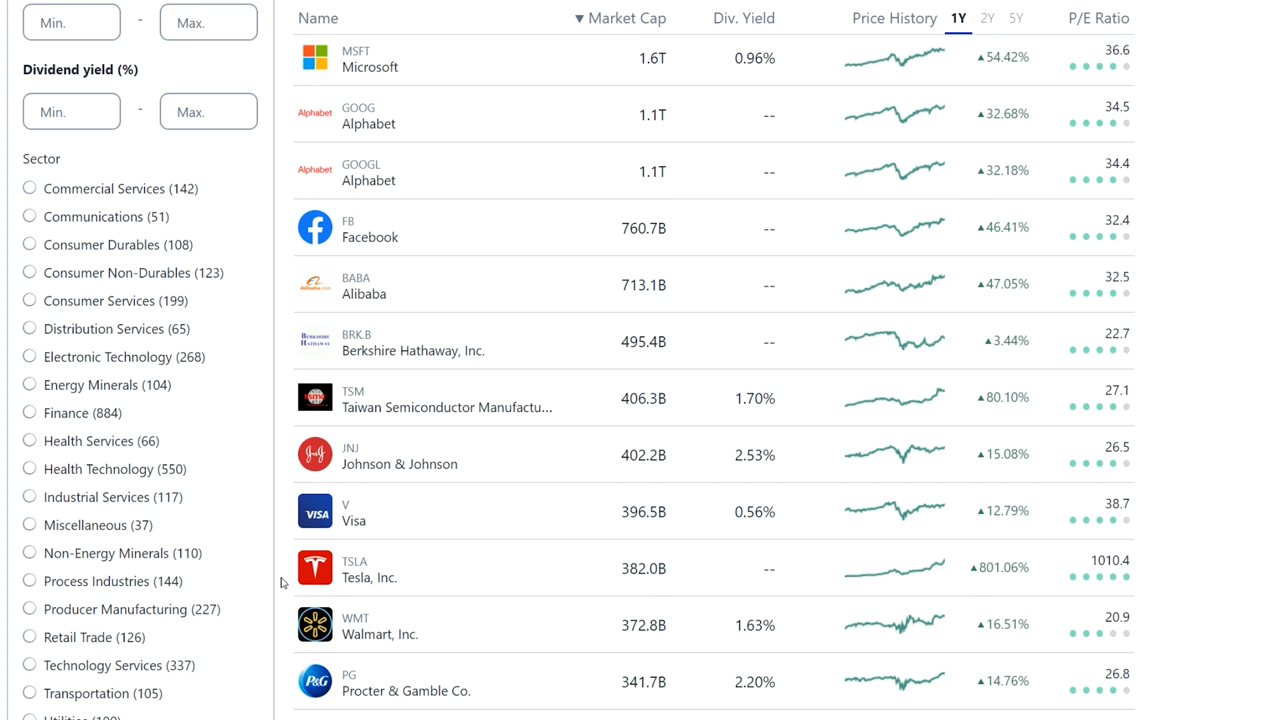 Min. - Max.
Dividend yield (%)
Min. - Max.
Sector
Commercial Services (142)
Communications (51)
Consumer Durables (108)
Consumer Non-Durables (123)
Consumer Services (199)
Distribution Services (65)
Electronic Technology (268)
Energy Minerals (104)
Finance (884)
Health Services (66)
Health Technology (550)
Industrial Services (117)
Miscellaneous (37)
Non-Energy Minerals (110)
Process Industries (144)
Producer Manufacturing (227)
Retail Trade (126)
Technology Services (337)
Transportation (105)
Name ▼ Market Cap Div. Yield Price History 1Y 2Y 5Y P/E Ratio
MSFT
Microsoft 1.6T 0.96% ▲54.42% 36.6
Alphabet
GOOG
Alphabet 1.1T -- ▲32.68% 34.5
Alphabet
GOOGL
Alphabet 1.1T -- ▲32.18% 34.4
FB
Facebook 760.7B -- ▲46.41% 32.4
Alibaba.com
BABA
Alibaba 713.1B -- ▲47.05% 32.5
BERKSHIRE
HATHAWAY
BRK.B
Berkshire Hathaway, Inc. 495.4B -- ▲3.44% 22.7
TSM
Taiwan Semiconductor Manufactu... 406.3B 1.70% ▲80.10% 27.1
J&J
JNJ
Johnson & Johnson 402.2B 2.53% ▲15.08% 26.5
VISA
V
Visa 396.5B 0.56% ▲12.79% 38.7
TSLA
Tesla, Inc. 382.0B -- ▲801.06% 1010.4
WMT
Walmart, Inc. 372.8B 1.63% ▲16.51% 20.9
P&G
PG
Procter & Gamble Co. 341.7B 2.20% ▲14.76% 26.8